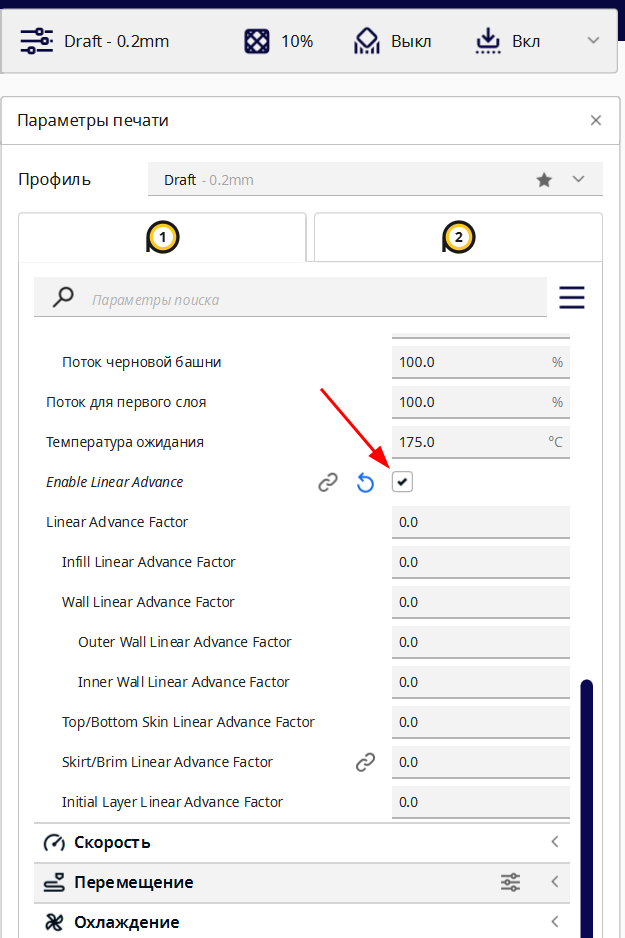 Draft - 0.2mm 10% Выкл Вкл
Параметры печати
Профиль Draft - 0.2mm
1 2
Параметры поиска
Поток черновой башни 100.0 %
Поток для первого слоя 100.0 %
Температура ожидания 175.0 °C
Enable Linear Advance
Linear Advance Factor 0.0
Infill Linear Advance Factor 0.0
Wall Linear Advance Factor 0.0
Outer Wall Linear Advance Factor 0.0
Inner Wall Linear Advance Factor 0.0
Top/Bottom Skin Linear Advance Factor 0.0
Skirt/Brim Linear Advance Factor 0.0
Initial Layer Linear Advance Factor 0.0
Скорость
Перемещение
Охлаждение